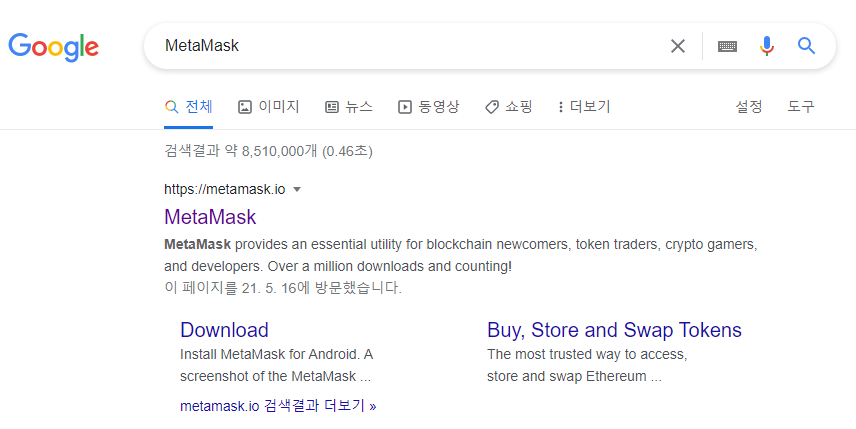 Google
MetaMask
전체 이미지 뉴스 동영상 쇼핑 더보기 설정 도구
검색결과 약 8,510,000개 (0.46초)
https://metamask.io
MetaMask
MetaMask provides an essential utility for blockchain newcomers, token traders, crypto gamers,
and developers. Over a million downloads and counting!
이 페이지를 21. 5. 16에 방문했습니다.
Download
Install MetaMask for Android. A
screenshot of the MetaMask ...
Buy, Store and Swap Tokens
The most trusted way to access,
store and swap Ethereum ...
metamask.io 검색결과 더보기 »